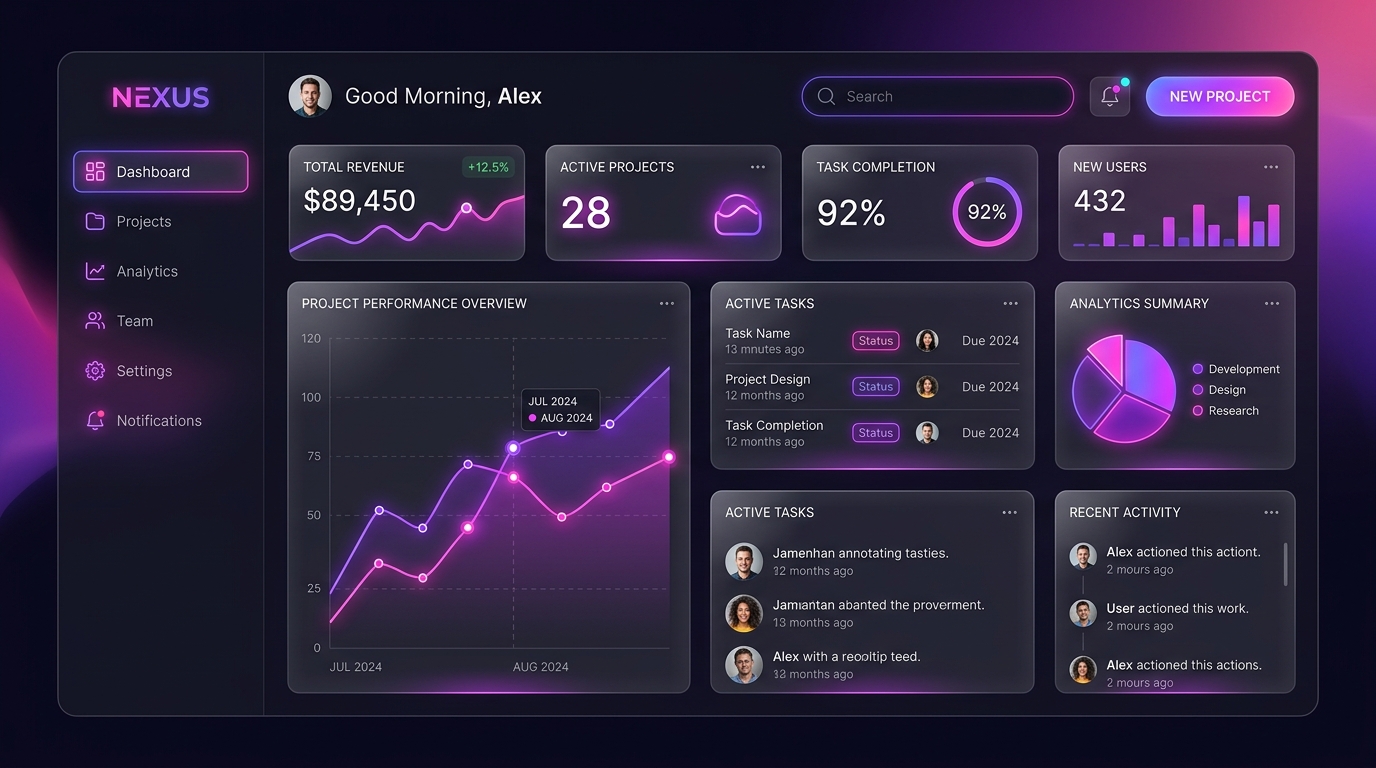 NEXUS
Dashboard
Projects
Analytics
Team
Settings
Notifications
Good Morning, Alex
Search
NEW PROJECT
TOTAL REVENUE
+12.5%
$89,450
ACTIVE PROJECTS
28
TASK COMPLETION
92%
92%
NEW USERS
432
PROJECT PERFORMANCE OVERVIEW
120
100
75
50
25
0
JUL 2024
AUG 2024
JUL 2024
AUG 2024
ACTIVE TASKS
Task Name
13 mnutes ago
Status
Due 2024
Project Design
12 months ago
Status
Due 2024
Task Completion
12 months ago
Status
Due 2024
ANALYTICS SUMMARY
Development
Design
Research
ACTIVE TASKS
Jamenhan annotating tasties.
12 months ago
Jamıantan abanted the proverment.
13 months ago
Alex with a reooltip teed.
months ago
RECENT ACTIVITY
Alex actioned this actiont.
2 mours ago
User actioned this work.
2 mours ago
Alex actioned this actions.
2 mours ago